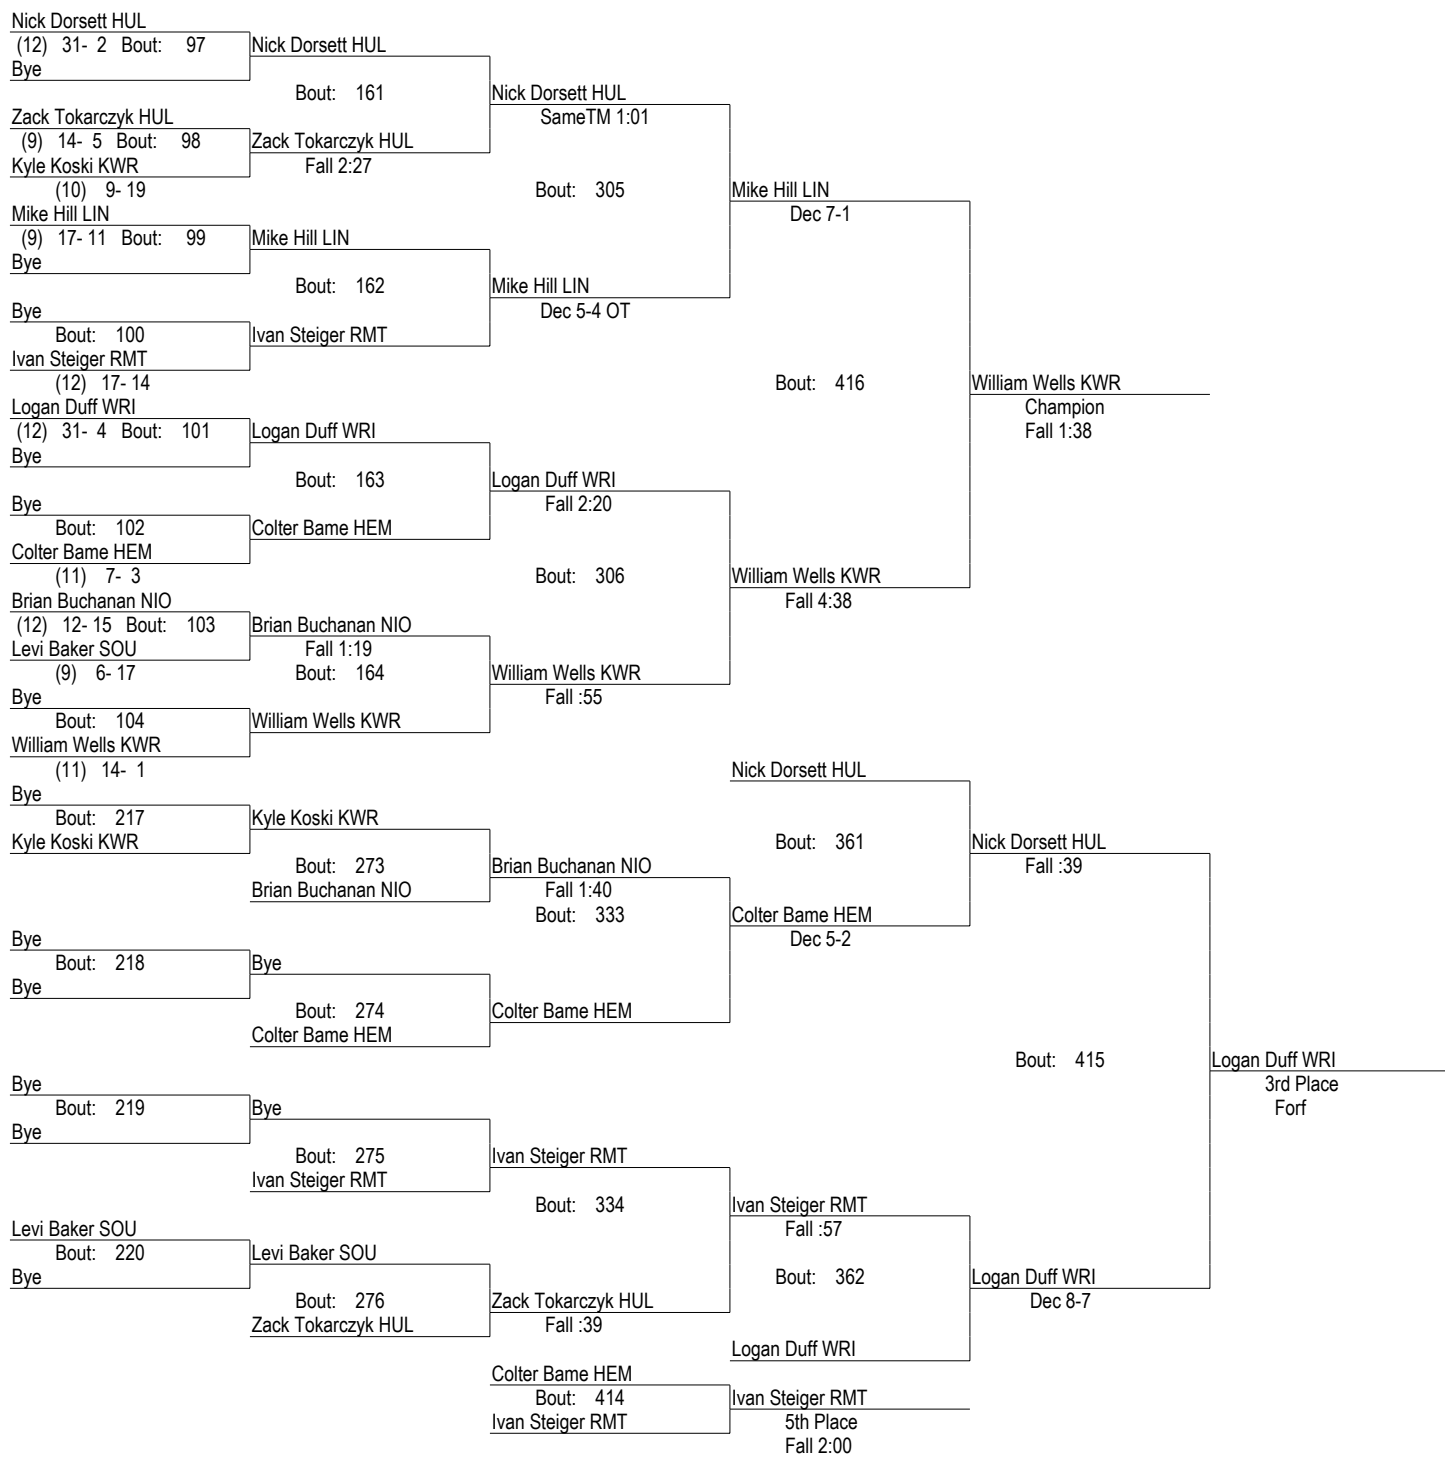 Nick Dorsett HUL
(12) 31- 2 Bout: 97 Nick Dorsett HUL
Bye
Bout: 161 Nick Dorsett HUL
Zack Tokarczyk HUL SameTM 1:01
(9) 14- 5 Bout: 98 Zack Tokarczyk HUL
Kyle Koski KWR Fall 2:27
(10) 9- 19 Bout: 305 Mike Hill LIN
Mike Hill LIN Dec 7-1
(9) 17- 11 Bout: 99 Mike Hill LIN
Bye
Bout: 162 Mike Hill LIN
Bye Dec 5-4 OT
Bout: 100 Ivan Steiger RMT
Ivan Steiger RMT
(12) 17- 14 Bout: 416 William Wells KWR
Logan Duff WRI Champion
(12) 31- 4 Bout: 101 Logan Duff WRI Fall 1:38
Bye
Bout: 163 Logan Duff WRI
Bye Fall 2:20
Bout: 102 Colter Bame HEM
Colter Bame HEM
(11) 7- 3 Bout: 306 William Wells KWR
Brian Buchanan NIO Fall 4:38
(12) 12- 15 Bout: 103 Brian Buchanan NIO
Levi Baker SOU Fall 1:19
(9) 6- 17 Bout: 164 William Wells KWR
Bye Fall :55
Bout: 104 William Wells KWR
William Wells KWR
(11) 14- 1 Nick Dorsett HUL
Bye
Bout: 217 Kyle Koski KWR
Kyle Koski KWR Bout: 361 Nick Dorsett HUL
Bout: 273 Brian Buchanan NIO Fall :39
Brian Buchanan NIO Fall 1:40
Bout: 333 Colter Bame HEM
Bye Dec 5-2
Bout: 218 Bye
Bye
Bout: 274 Colter Bame HEM
Colter Bame HEM
Bout: 415 Logan Duff WRI
Bye 3rd Place
Bout: 219 Bye Forf
Bye
Bout: 275 Ivan Steiger RMT
Ivan Steiger RMT
Bout: 334 Ivan Steiger RMT
Levi Baker SOU Fall :57
Bout: 220 Levi Baker SOU
Bye Bout: 362 Logan Duff WRI
Bout: 276 Zack Tokarczyk HUL Dec 8-7
Zack Tokarczyk HUL Fall :39
Logan Duff WRI
Colter Bame HEM
Bout: 414 Ivan Steiger RMT
Ivan Steiger RMT 5th Place
Fall 2:00